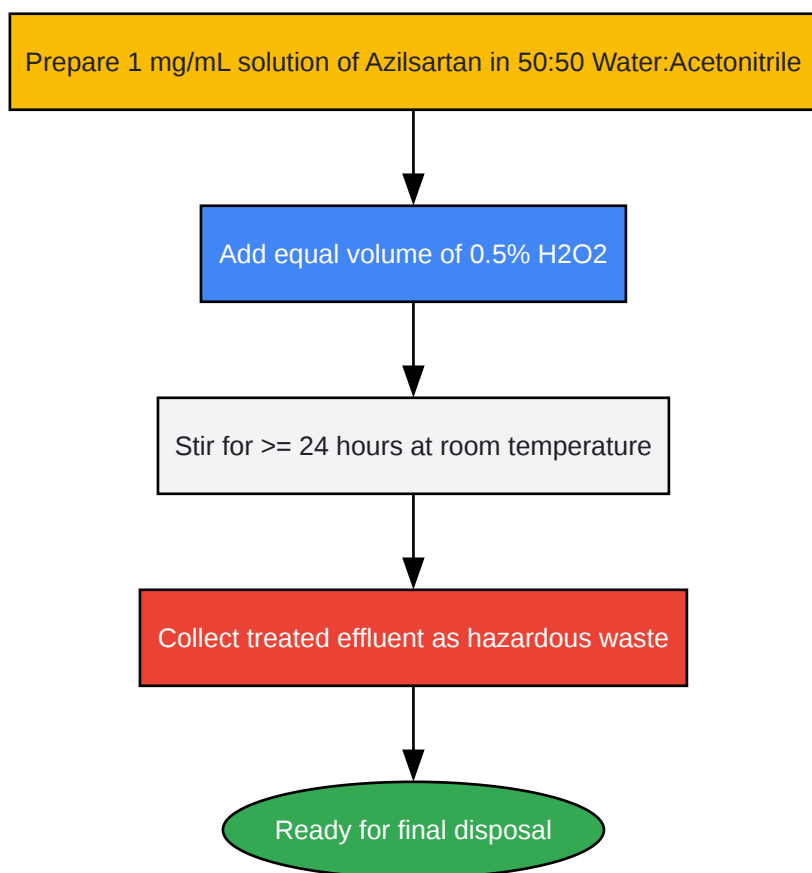 Prepare 1 mg/mL solution of Azilsartan in 50:50 Water:Acetonitrile
Add equal volume of 0.5% H2O2
Stir for >= 24 hours at room temperature
Collect treated effluent as hazardous waste
Ready for final disposal